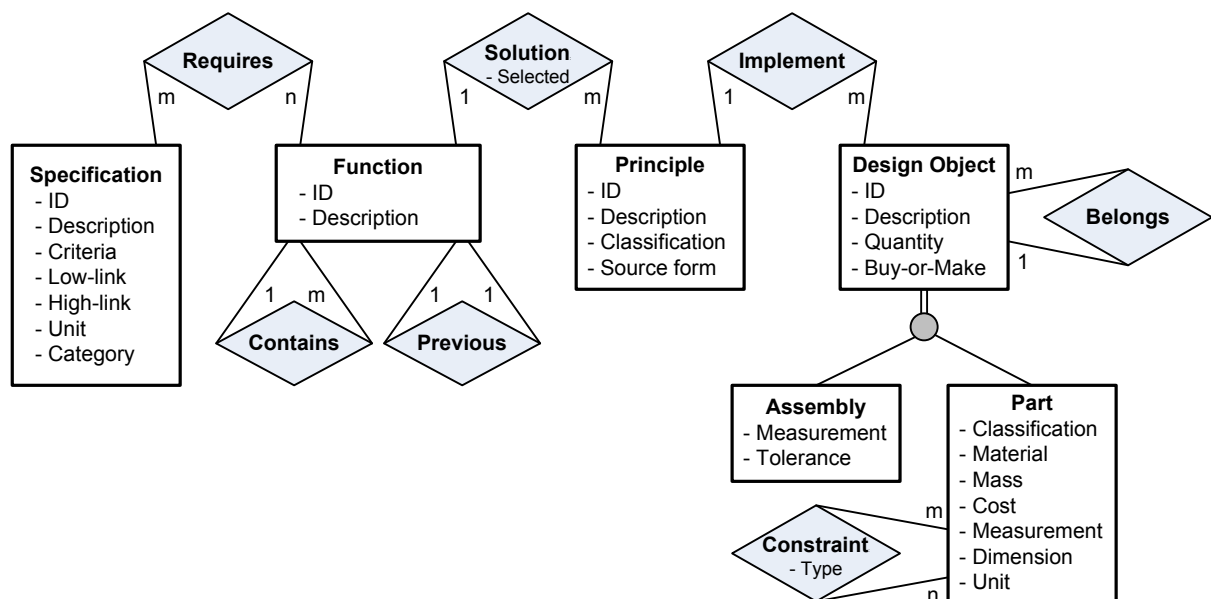 Requires
m
n
Solution
- Selected
1
m
Implement
1
m
Specification
- ID
- Description
- Criteria
- Low-link
- High-link
- Unit
- Category
Function
- ID
- Description
Principle
- ID
- Description
- Classification
- Source form
Design Object
- ID
- Description
- Quantity
- Buy-or-Make
m
Belongs
1
1
m
Contains
1
1
Previous
Assembly
- Measurement
- Tolerance
Part
- Classification
- Material
- Mass
- Cost
- Measurement
- Dimension
- Unit
m
Constraint
- Type
n